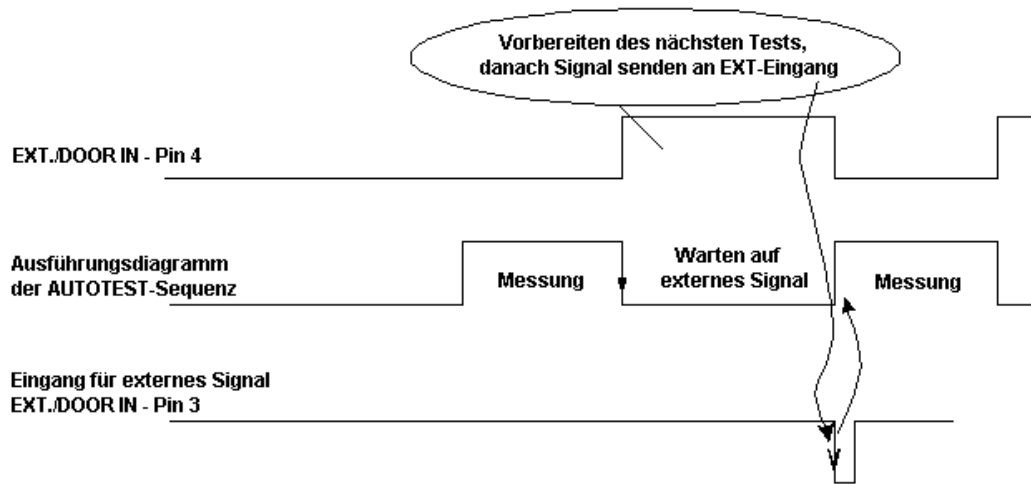 Vorbereiten des nächsten Tests,
danach Signal senden an EXT-Eingang
EXT./DOOR IN - Pin 4
Ausführungsdiagramm
der AUTOTEST-Sequenz
Messung
Warten auf
externes Signal
Messung
Eingang für externes Signal
EXT./DOOR IN - Pin 3